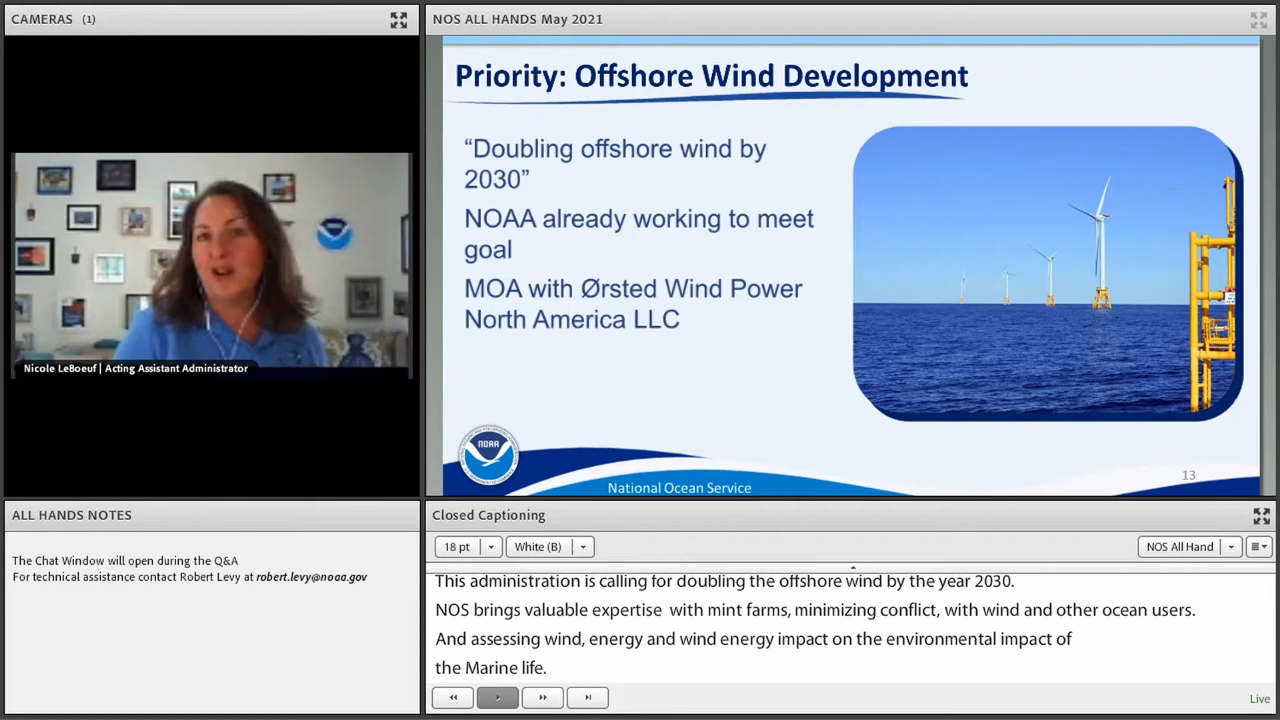 CAMERAS (1)
Nicole LeBoeuf | Acting Assistant Administrator
NOS ALL HANDS May 2021
Priority: Offshore Wind Development
“Doubling offshore wind by
2030”
NOAA already working to meet
goal
MOA with Ørsted Wind Power
North America LLC
NOAA
National Ocean Service
13
ALL HANDS NOTES
The Chat Window will open during the Q&A
For technical assistance contact Robert Levy at robert.levy@noaa.gov
Closed Captioning
18 pt
White (B)
NOS All Hand
This administration is calling for doubling the offshore wind by the year 2030.
NOS brings valuable expertise  with mint farms, minimizing conflict, with wind and other ocean users.
And assessing wind, energy and wind energy impact on the environmental impact of
the Marine life.
Live